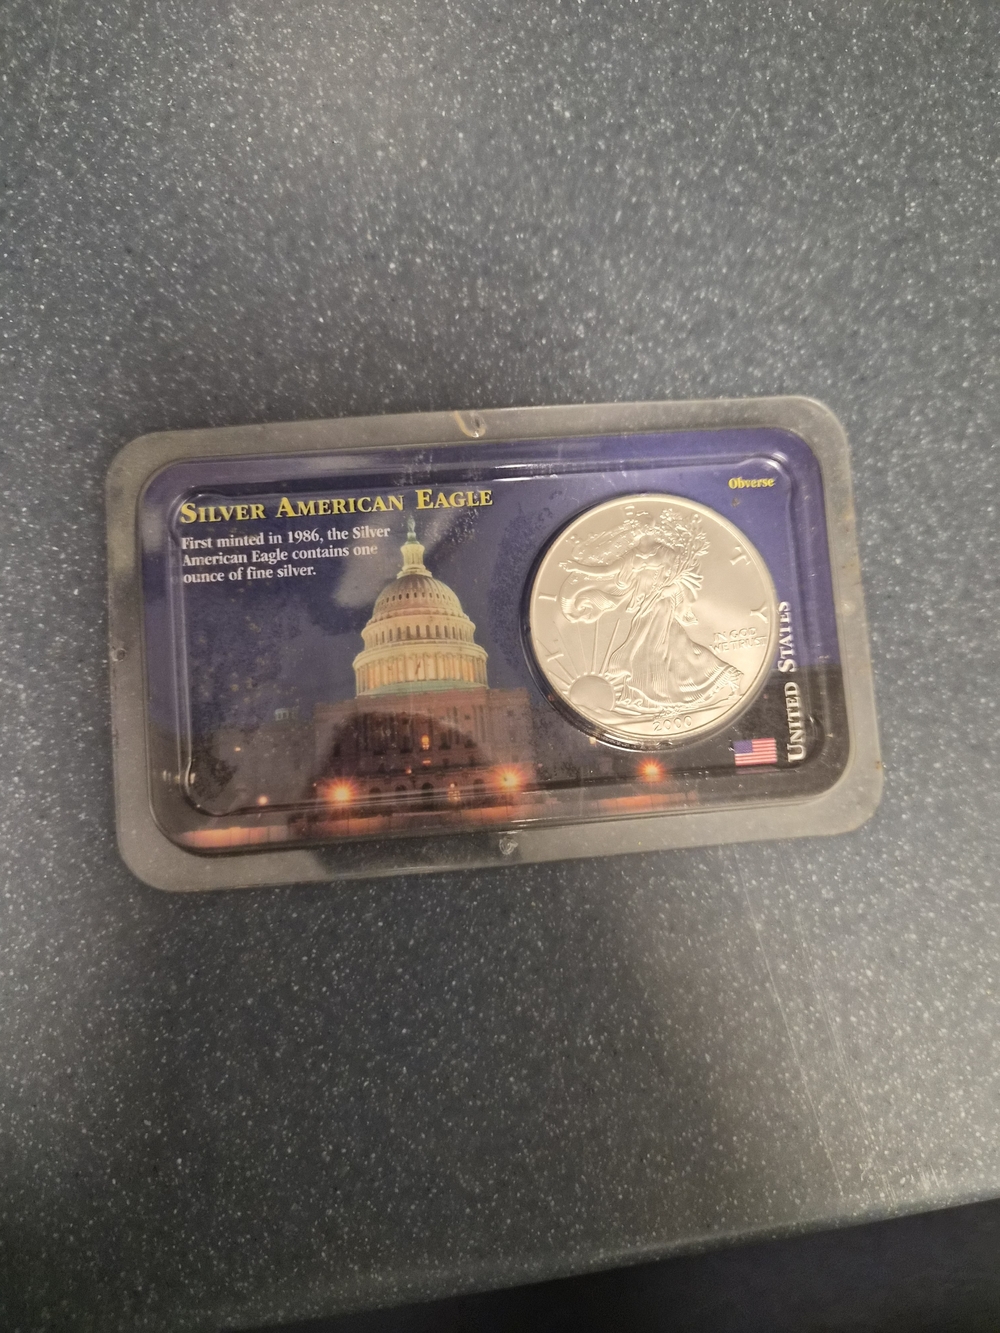 SILVER AMERICAN EAGLE
First minted in 1986, the Silver
American Eagle contains one
ounce of fine silver.
Obverse
LIBERTY
IN GOD
WE TRUST
2000
UNITED STATES